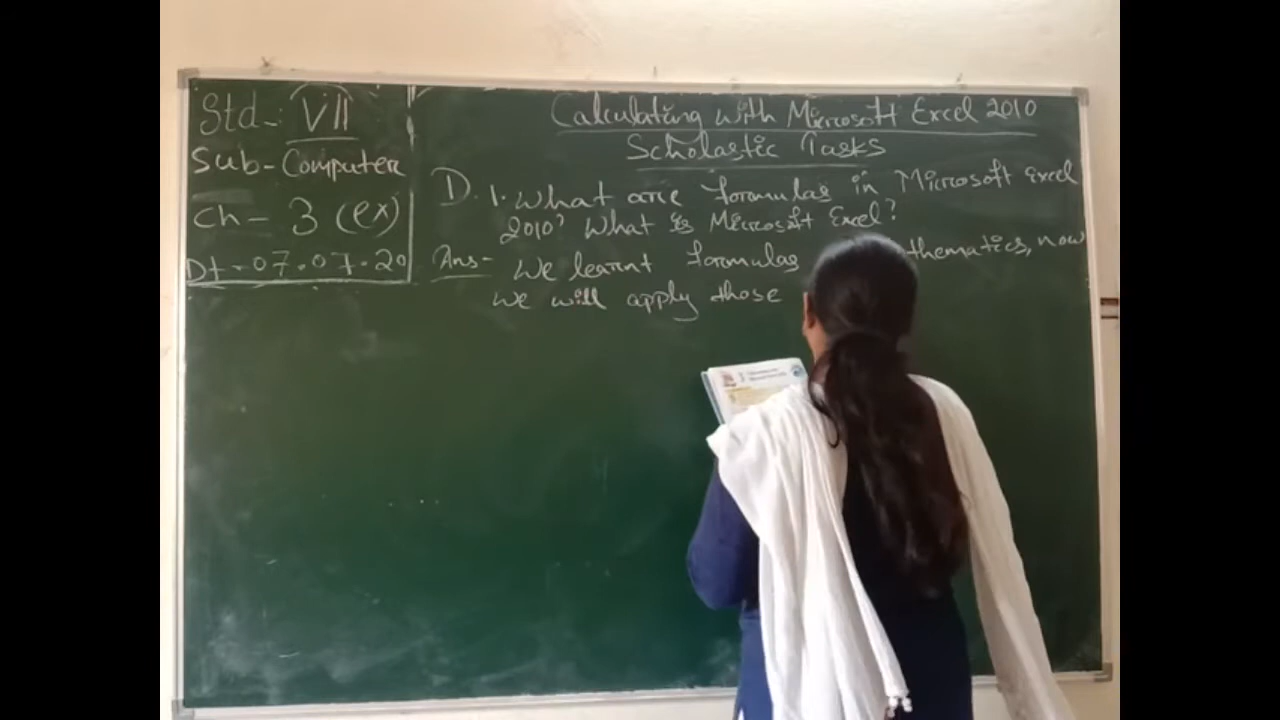 Std- VII
Sub- Computer
Ch- 3 (ex)
Dt-07.07.20
Calculating with Microsoft Excel 2010
Scholastic Tasks
D. 1. What are formulas in Microsoft Excel
2010? What is Microsoft Excel?
Ans- We learnt formulas thematics, now
we will apply those